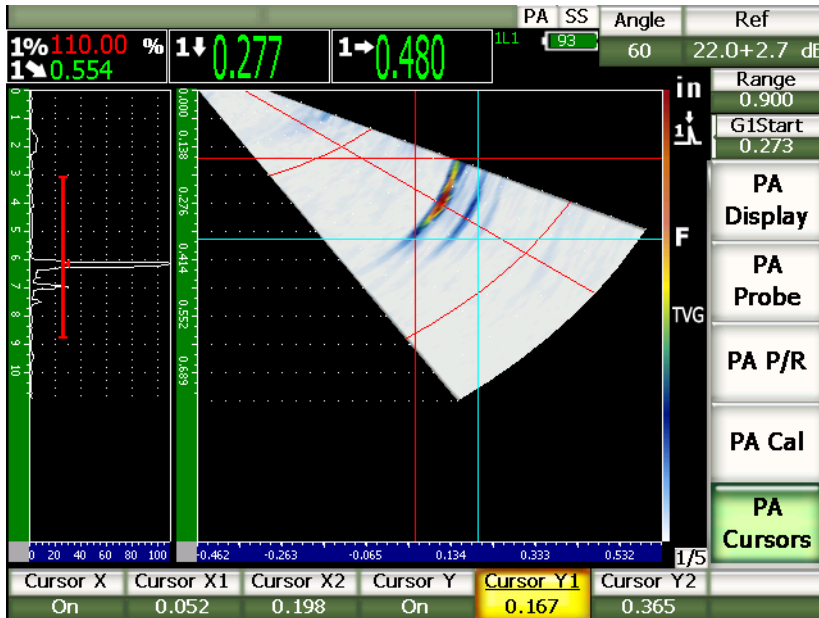 PA SS Angle Ref
1% 110.00 % 1 0.277 1 0.480 1L1 93 60 22.0+2.7 dB
1 0.554
in Range
0.900
G1Start
0.273
PA Display
PA Probe
F
TVG
PA P/R
PA Cal
PA Cursors
0 1 2 3 4 5 6 7 8 9 10
0.000 0.138 0.276 0.414 0.552 0.689
0 20 40 60 80 100
-0.462 -0.263 -0.065 0.134 0.333 0.532
1/5
Cursor X Cursor X1 Cursor X2 Cursor Y Cursor Y1 Cursor Y2
On 0.052 0.198 On 0.167 0.365